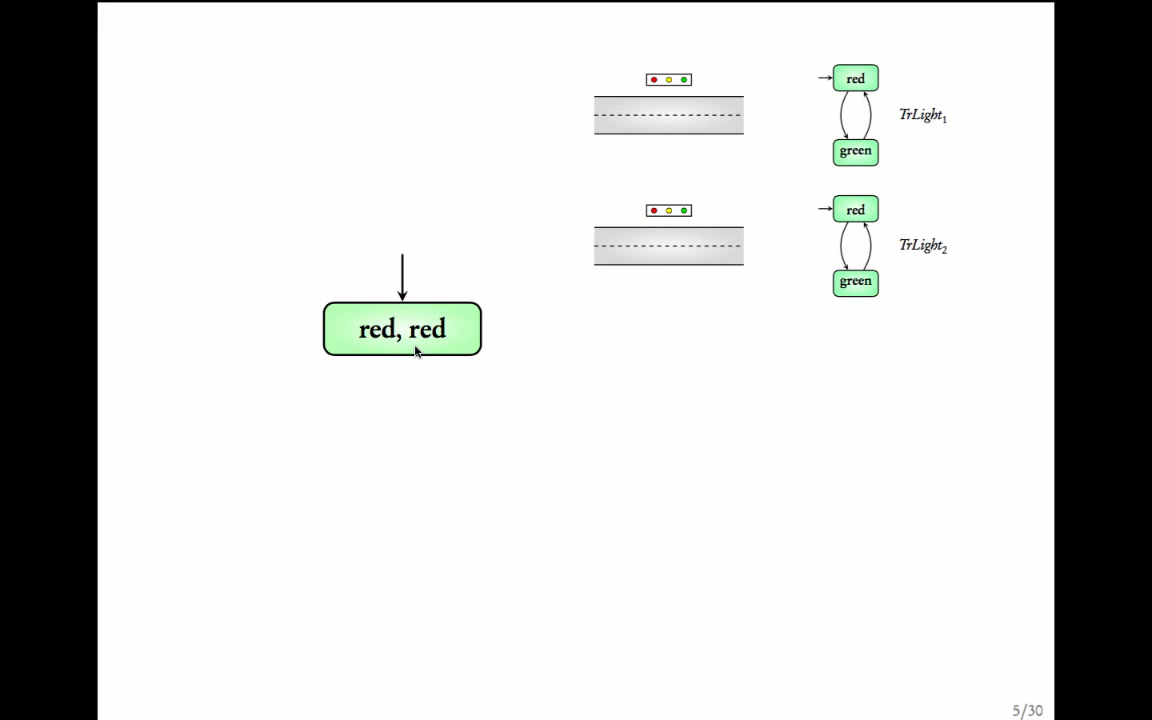 red
TrLight1
green
red
TrLight2
green
red, red
5/30